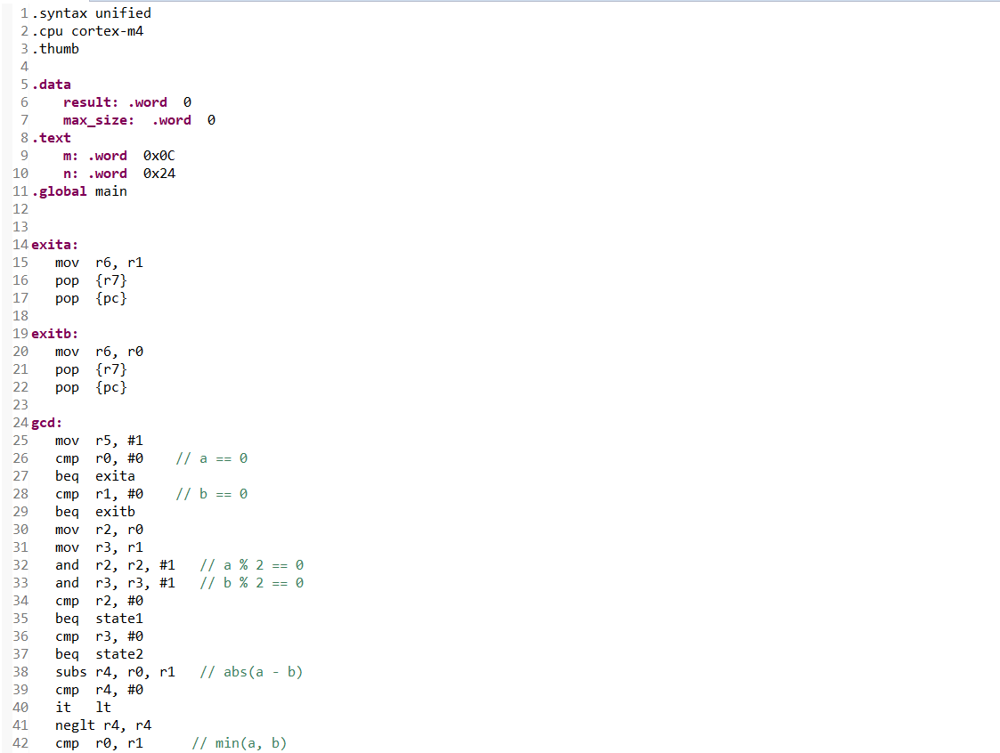 1 .syntax unified
2 .cpu cortex-m4
3 .thumb
4
5 .data
6 result: .word 0
7 max_size: .word 0
8 .text
9 m: .word 0x0C
10 n: .word 0x24
11 .global main
12
13
14 exita:
15 mov r6, r1
16 pop {r7}
17 pop {pc}
18
19 exitb:
20 mov r6, r0
21 pop {r7}
22 pop {pc}
23
24 gcd:
25 mov r5, #1
26 cmp r0, #0 // a == 0
27 beq exita
28 cmp r1, #0 // b == 0
29 beq exitb
30 mov r2, r0
31 mov r3, r1
32 and r2, r2, #1 // a % 2 == 0
33 and r3, r3, #1 // b % 2 == 0
34 cmp r2, #0
35 beq state1
36 cmp r3, #0
37 beq state2
38 subs r4, r0, r1 // abs(a - b)
39 cmp r4, #0
40 it lt
41 neglt r4, r4
42 cmp r0, r1 // min(a, b)